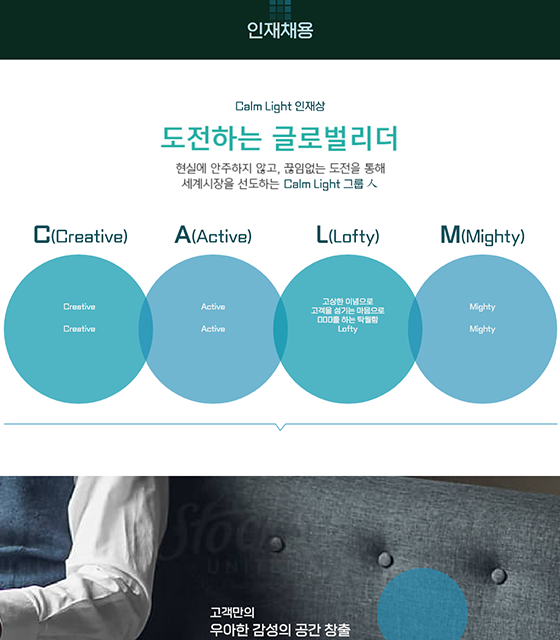 인재채용
Calm Light 인재상
도전하는 글로벌리더
현실에 안주하지 않고, 끊임없는 도전을 통해
세계시장을 선도하는 Calm Light 그룹 人
C(Creative)
A(Active)
L(Lofty)
M(Mighty)
Creative
Creative
Active
Active
고상한 이념으로
고객을 섬기는 마음으로
□□□를 하는 탁월함
Lofty
Mighty
Mighty
Stock
UNIT
고객만의
우아한 감성의 공간 창출